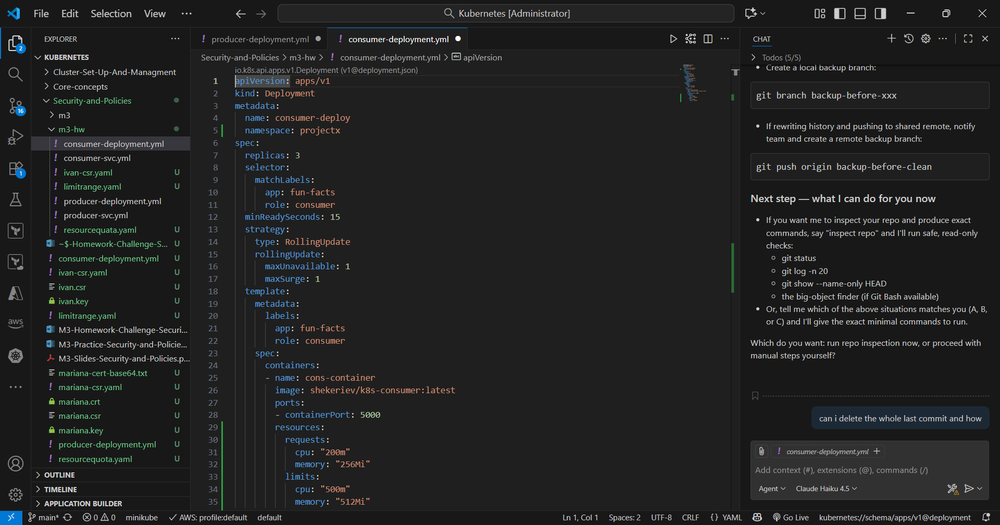 File Edit Selection View
Kubernetes [Administrator]
EXPLORER
KUBERNETES
Cluster-Set-Up-And-Managment
Core-concepts
Security-and-Policies
m3
m3-hw
consumer-deployment.yml
consumer-svc.yml
ivan-csr.yaml U
limitrange.yaml U
producer-deployment.yml
producer-svc.yml
resourcequata.yaml U
~$-Homework-Challenge-S... U
consumer-deployment.yml U
ivan-csr.yaml U
ivan.csr U
ivan.key U
limitrange.yaml U
M3-Homework-Challenge-Securi...
M3-Practice-Security-and-Policie...
M3-Slides-Security-and-Policies.p...
mariana-cert-base64.txt U
mariana-csr.yaml U
mariana.crt U
mariana.csr U
mariana.key U
producer-deployment.yml U
resourcequota.yaml U
OUTLINE
TIMELINE
APPLICATION BUILDER
2
16
1
aws
producer-deployment.yml
consumer-deployment.yml
Security-and-Policies > m3-hw > ! consumer-deployment.yml > abc apiVersion
io.k8s.api.apps.v1.Deployment (v1@deployment.json)
1 apiVersion: apps/v1
2 kind: Deployment
3 metadata:
4 name: consumer-deploy
5 namespace: projectx
6 spec:
7 replicas: 3
8 selector:
9 matchLabels:
10 app: fun-facts
11 role: consumer
12 minReadySeconds: 15
13 strategy:
14 type: RollingUpdate
15 rollingUpdate:
16 maxUnavailable: 1
17 maxSurge: 1
18 template:
19 metadata:
20 labels:
21 app: fun-facts
22 role: consumer
23 spec:
24 containers:
25 - name: cons-container
26 image: shekeriev/k8s-consumer:latest
27 ports:
28 - containerPort: 5000
29 resources:
30 requests:
31 cpu: "200m"
32 memory: "256Mi"
33 limits:
34 cpu: "500m"
35 memory: "512Mi"
CHAT
Todos (5/5)
• Create a local backup branch:
git branch backup-before-xxx
• If rewriting history and pushing to shared remote, notify
team and create a remote backup branch:
git push origin backup-before-clean
Next step — what I can do for you now
• If you want me to inspect your repo and produce exact
commands, say "inspect repo" and I'll run safe, read-only
checks:
git status
git log -n 20
git show --name-only HEAD
the big-object finder (if Git Bash available)
• Or, tell me which of the above situations matches you (A, B,
or C) and I'll give the exact minimal commands to run.
Which do you want: run repo inspection now, or proceed with
manual steps yourself?
can i delete the whole last commit and how
! consumer-deployment.yml +
Add context (#), extensions (@), commands (/)
Agent Claude Haiku 4.5
main* 0 0 minikube AWS: profile:default default
Ln 1, Col 1 Spaces: 2 UTF-8 CRLF {} YAML Go Live kubernetes://schema/apps/v1@deployment